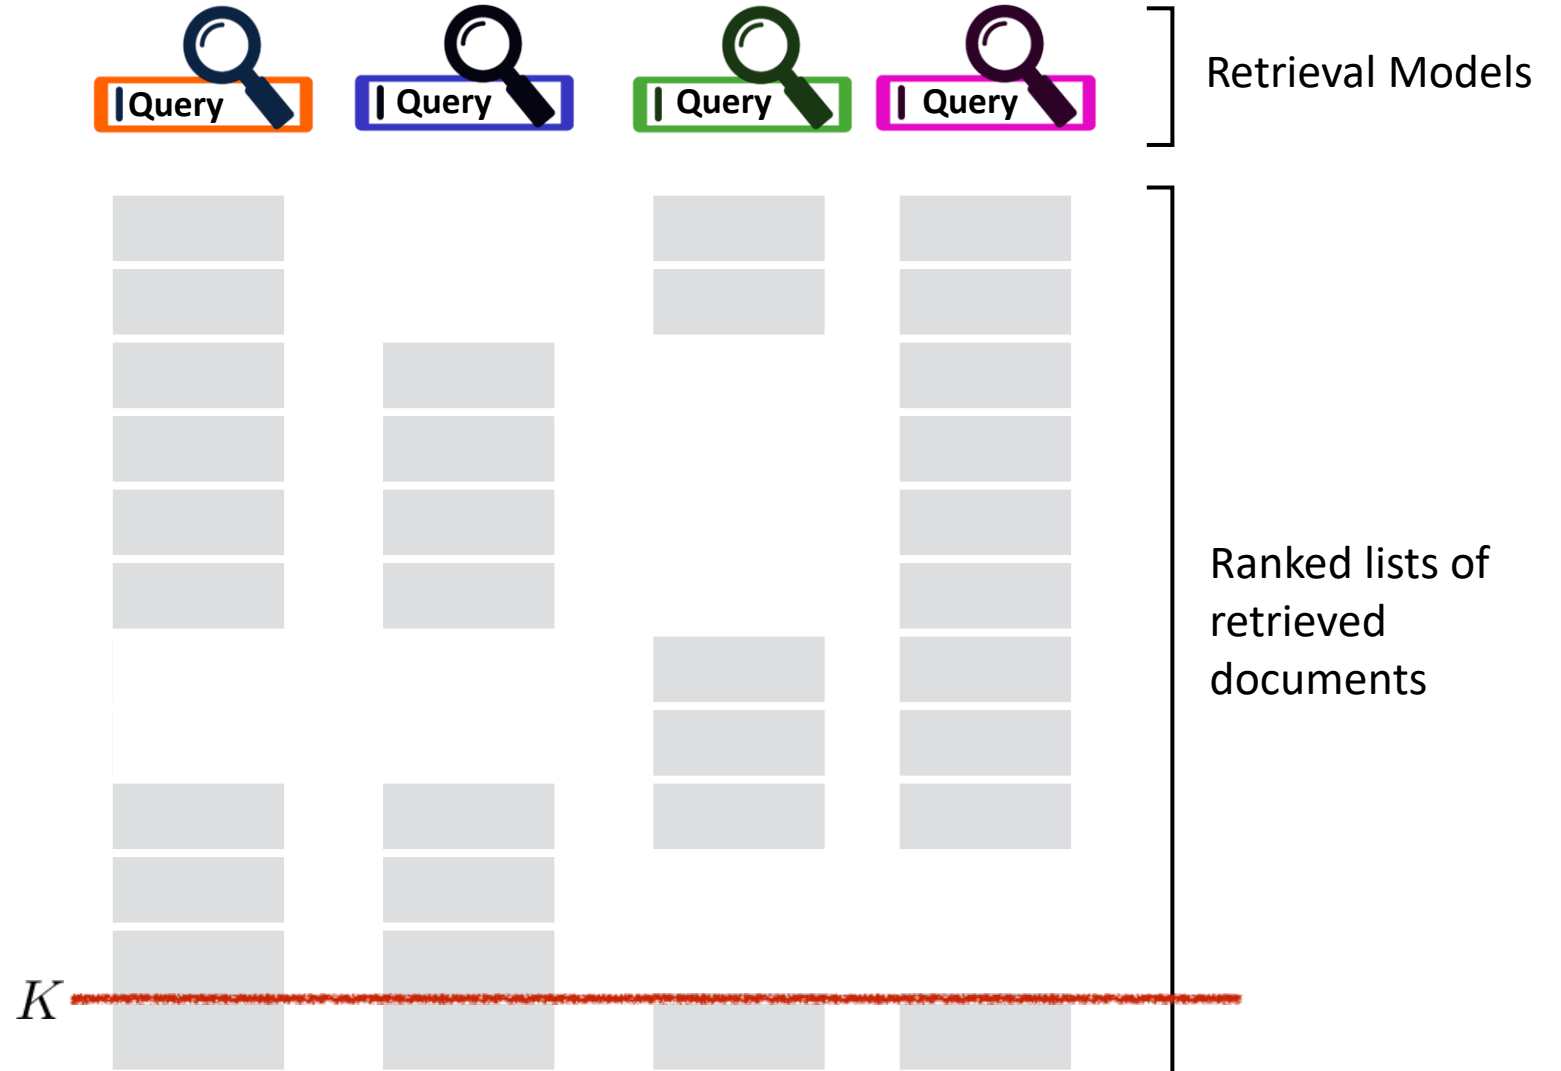 Query
Query
Query
Query
Retrieval Models
Ranked lists of
retrieved
documents
K